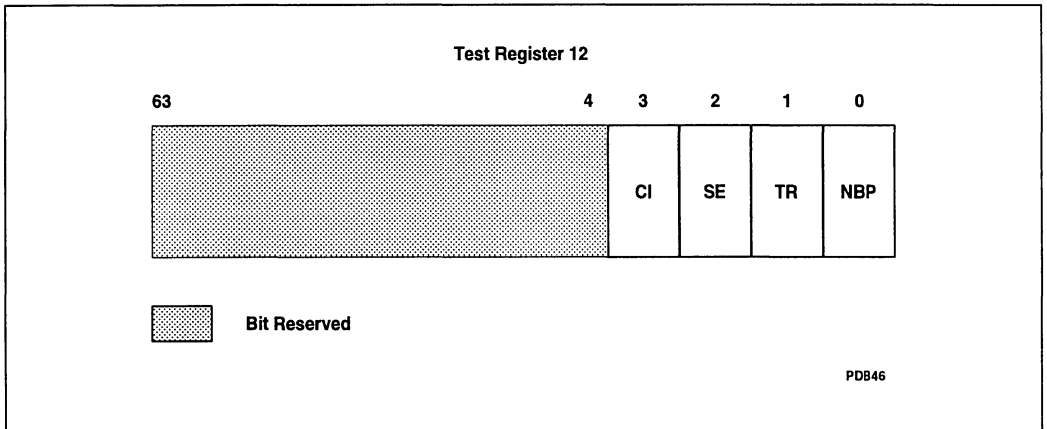 Test Register 12
63 4 3 2 1 0
CI SE TR NBP
Bit Reserved
PDB46